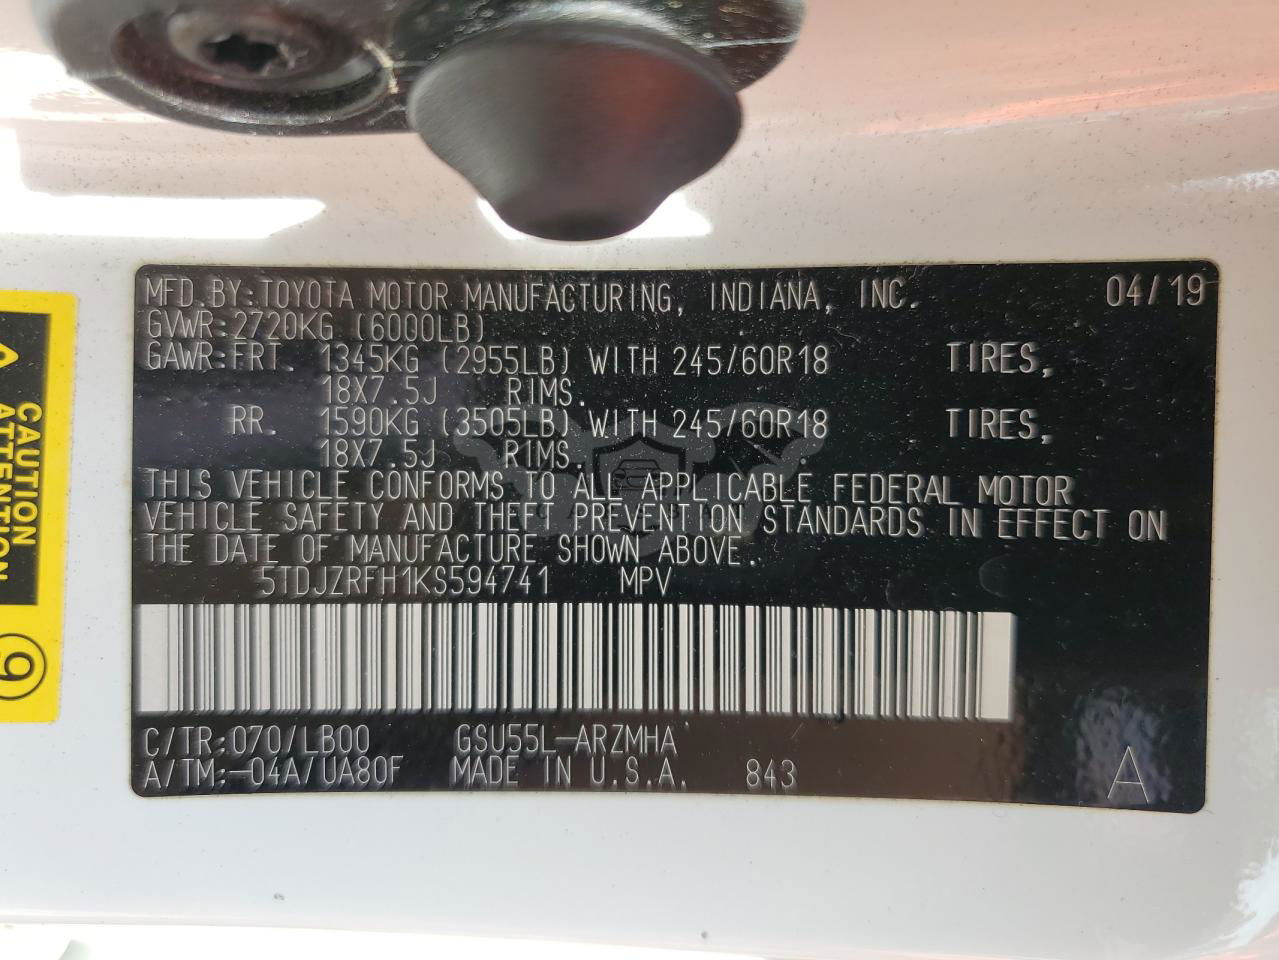 MFD.BY:TOYOTA MOTOR MANUFACTURING, INDIANA, INC. 04/19
GVWR:2720KG (6000LB)
GAWR:FRT. 1345KG (2955LB) WITH 245/60R18 TIRES,
18X7.5J RIMS.
RR. 1590KG (3505LB) WITH 245/60R18 TIRES,
18X7.5J RIMS.
THIS VEHICLE CONFORMS TO ALL APPLICABLE FEDERAL MOTOR
VEHICLE SAFETY AND THEFT PREVENTION STANDARDS IN EFFECT ON
THE DATE OF MANUFACTURE SHOWN ABOVE.
5TDJZRFH1KS594741 MPV
C/TR:070/LB00 GSU55L-ARZMHA
A/TM:-04A/UA80F MADE IN U.S.A. 843 A
CAUTION
ATTENTION
9